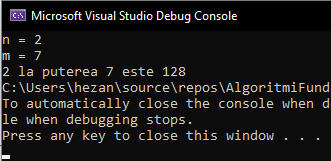 Microsoft Visual Studio Debug Console
n = 2
m = 7
2 la puterea 7 este 128
C:\Users\hezan\source\repos\AlgoritmiFund
To automatically close the console when d
le when debugging stops.
Press any key to close this window . . .